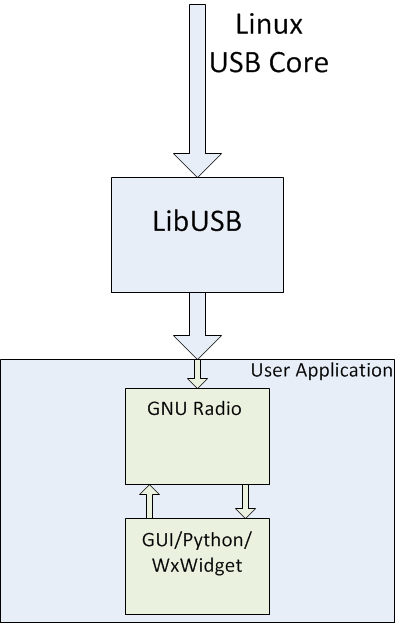 Linux
USB Core
LibUSB
User Application
GNU Radio
GUI/Python/
WxWidget